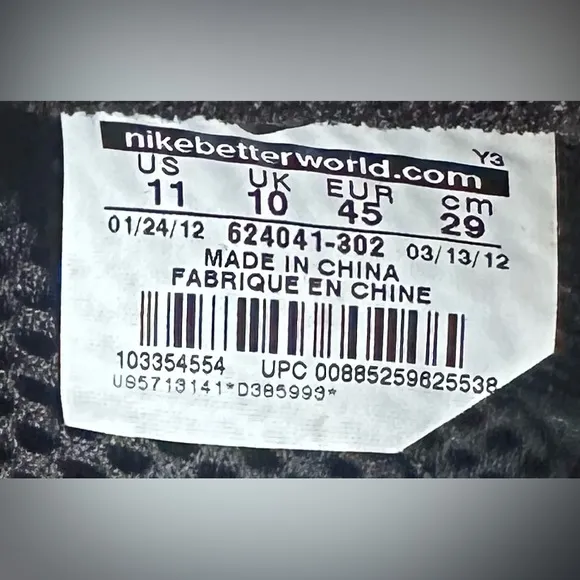 nikebetterworld.com Y3
US UK EUR cm
11 10 45 29
01/24/12 624041-302 03/13/12
MADE IN CHINA
FABRIQUE EN CHINE
103354554 UPC 00885259625538
U95713141*D385993*